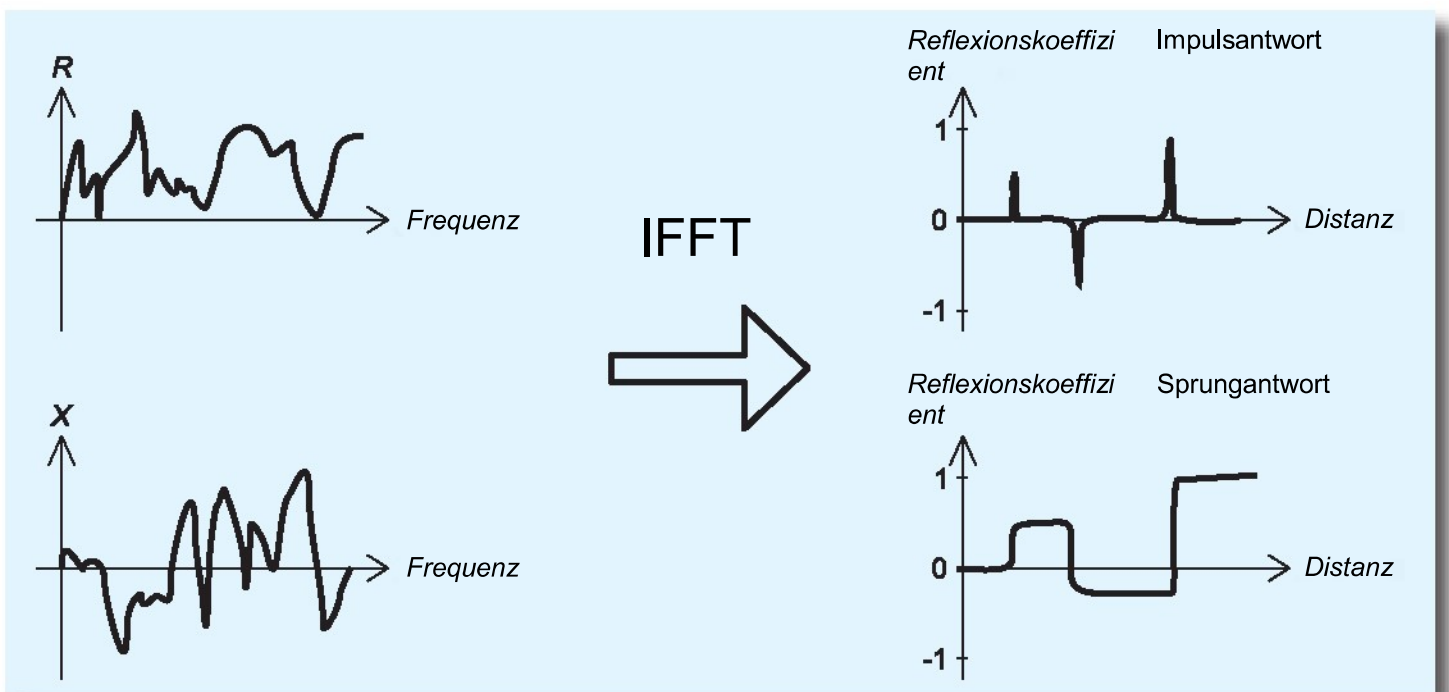 R
Frequenz
X
Frequenz
IFFT
Reflexionskoeffizi
ent
Impulsantwort
1
0
-1
Distanz
Reflexionskoeffizi
ent
Sprungantwort
1
0
-1
Distanz